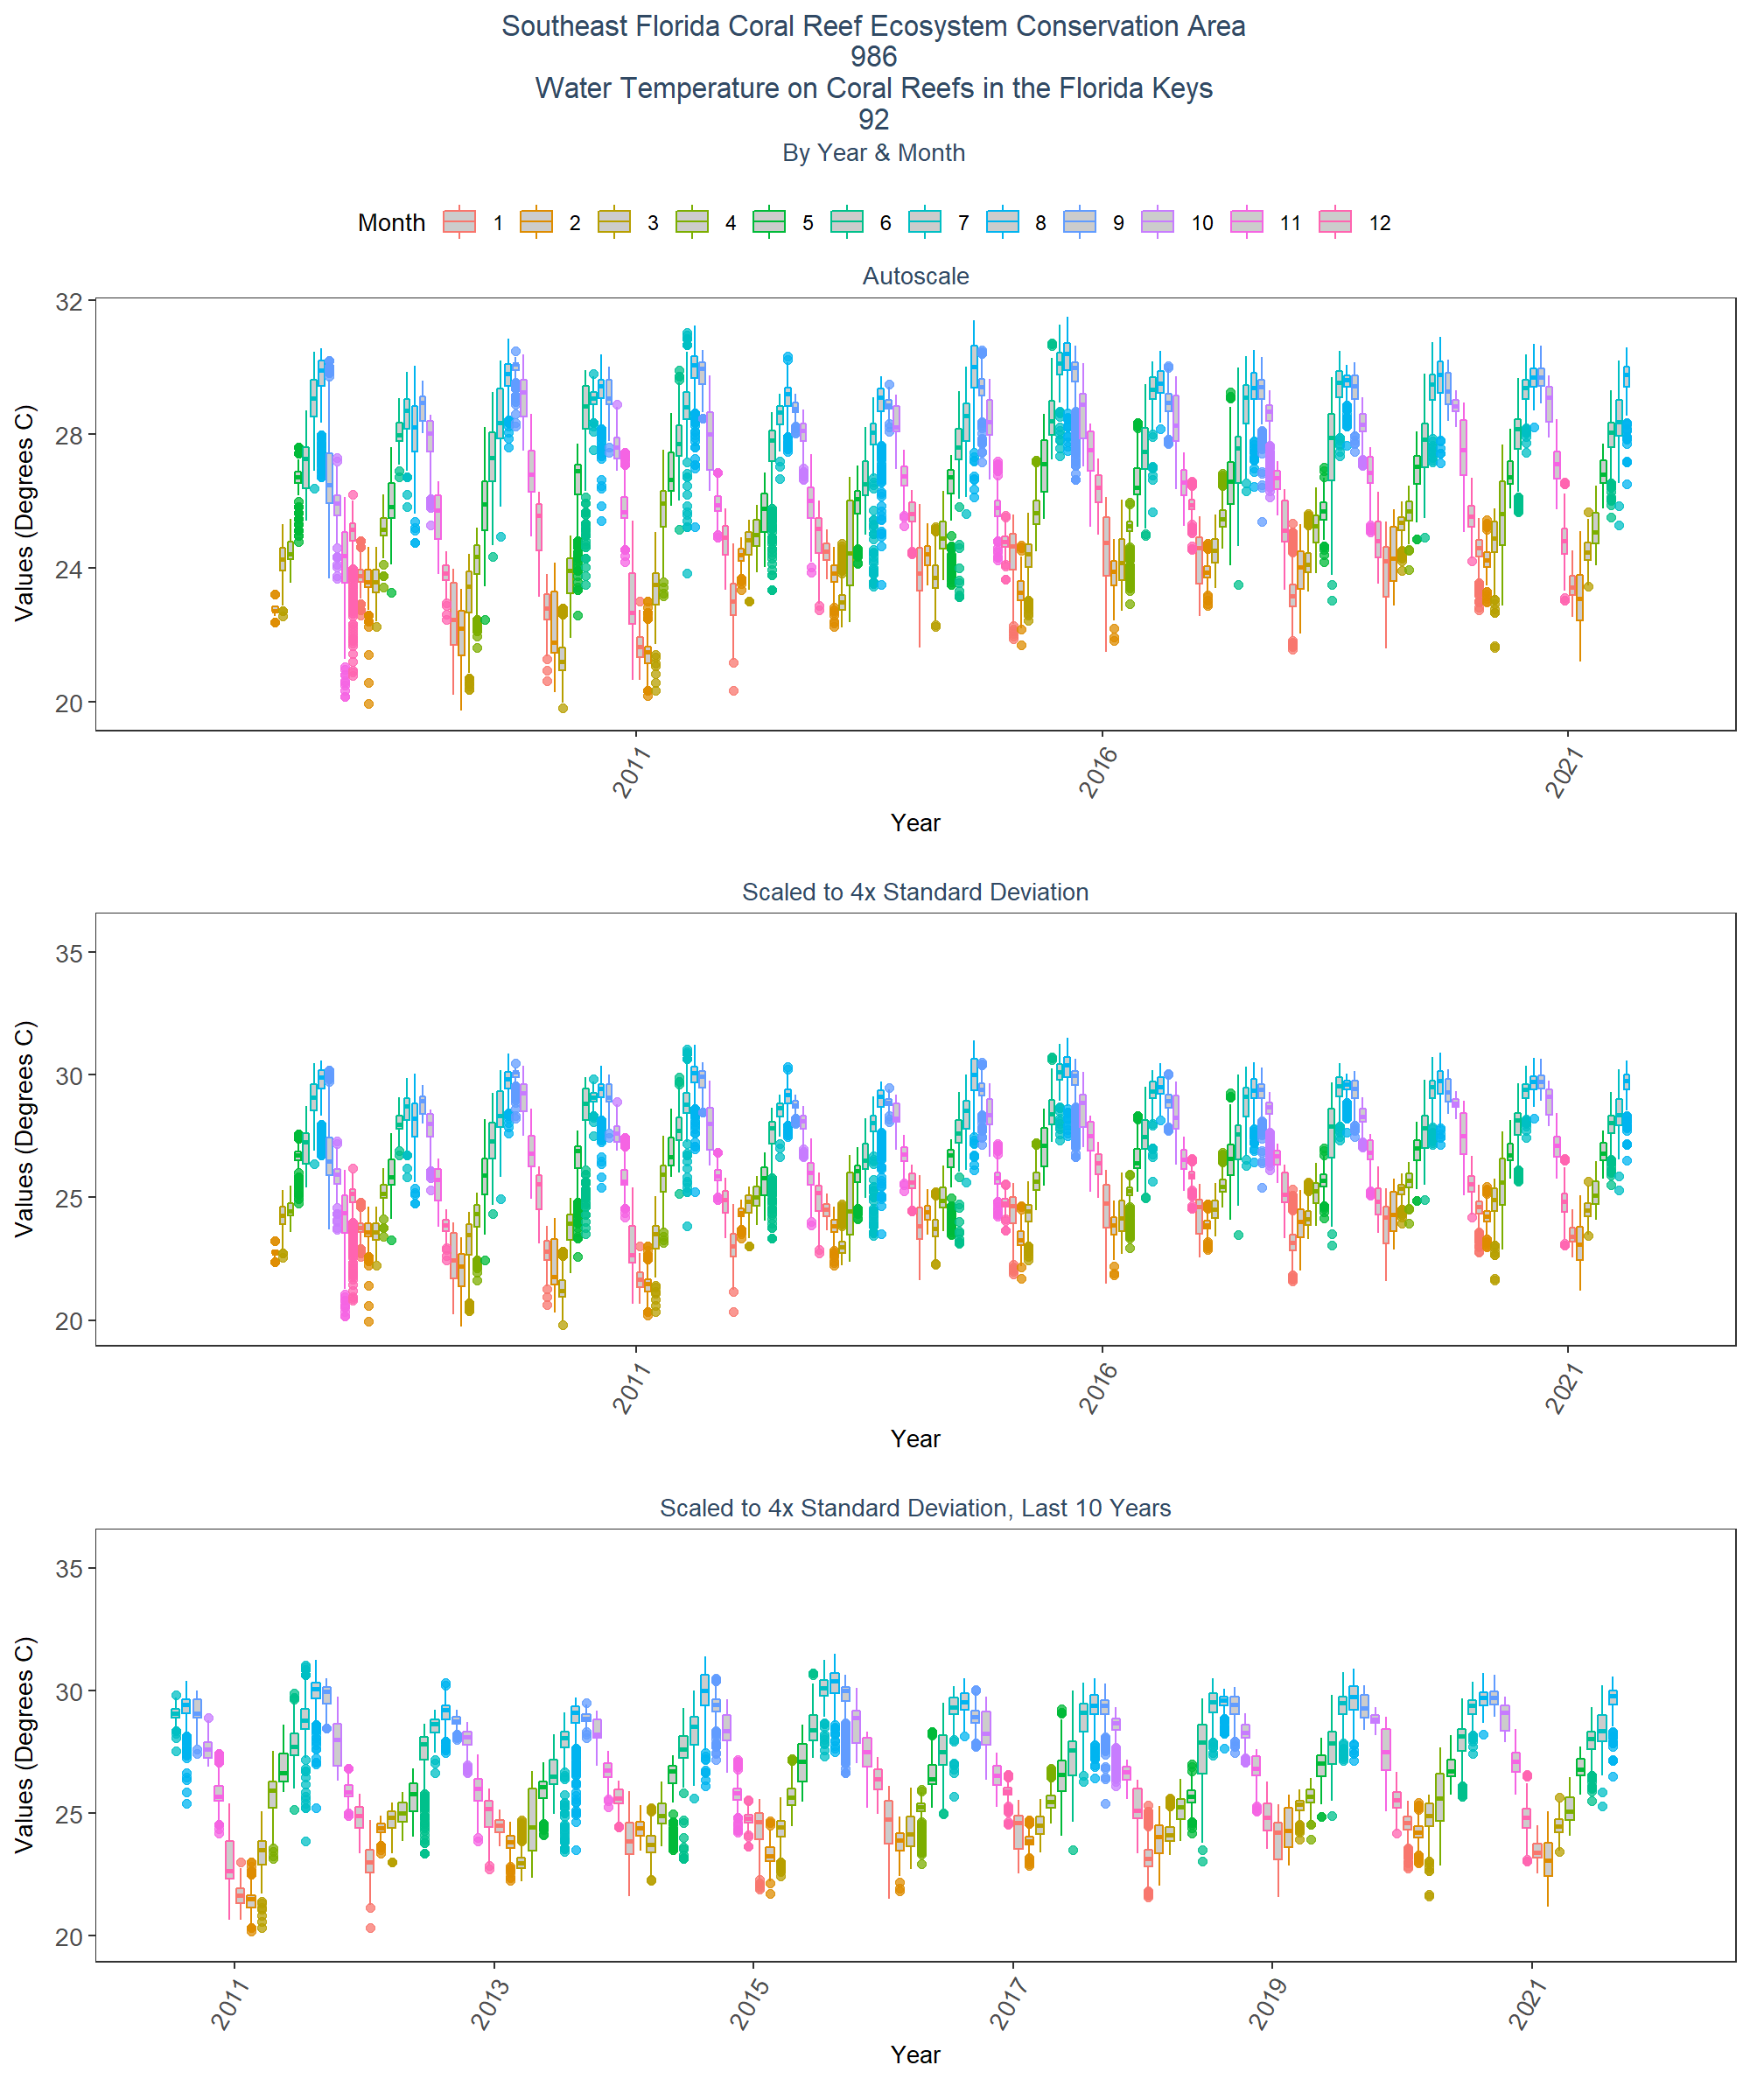 Southeast Florida Coral Reef Ecosystem Conservation Area
986
Water Temperature on Coral Reefs in the Florida Keys
92
By Year & Month
Month 1 2 3 4 5 6 7 8 9 10 11 12
Autoscale
Values (Degrees C)
32
28
24
20
2011 2016 2021
Year
Scaled to 4x Standard Deviation
Values (Degrees C)
35
30
25
20
2011 2016 2021
Year
Scaled to 4x Standard Deviation, Last 10 Years
Values (Degrees C)
35
30
25
20
2011 2013 2015 2017 2019 2021
Year